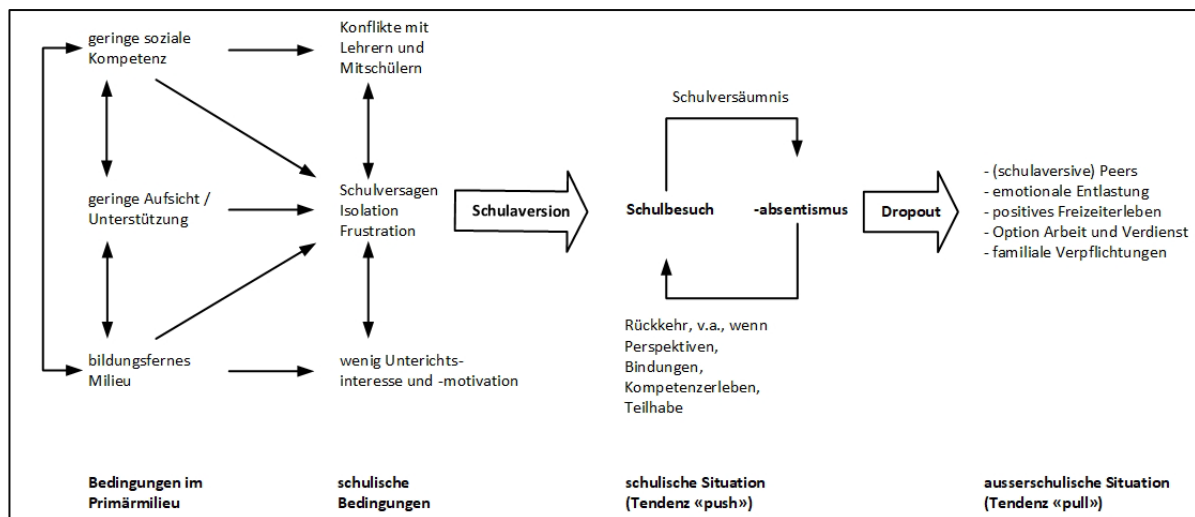 geringe soziale
Kompetenz
Konflikte mit
Lehrern und
Mitschülern
geringe Aufsicht /
Unterstützung
Schulversagen
Isolation
Frustration
bildungsfernes
Milieu
wenig Unterichts-
interesse und -motivation
Schulaversion
Schulversäumnis
Schulbesuch
-absentismus
Rückkehr, v.a., wenn
Perspektiven,
Bindungen,
Kompetenzerleben,
Teilhabe
Dropout
- (schulaversive) Peers
- emotionale Entlastung
- positives Freizeiterleben
- Option Arbeit und Verdienst
- familiale Verpflichtungen
Bedingungen im
Primärmilieu
schulische
Bedingungen
schulische Situation
(Tendenz «push»)
ausserschulische Situation
(Tendenz «pull»)